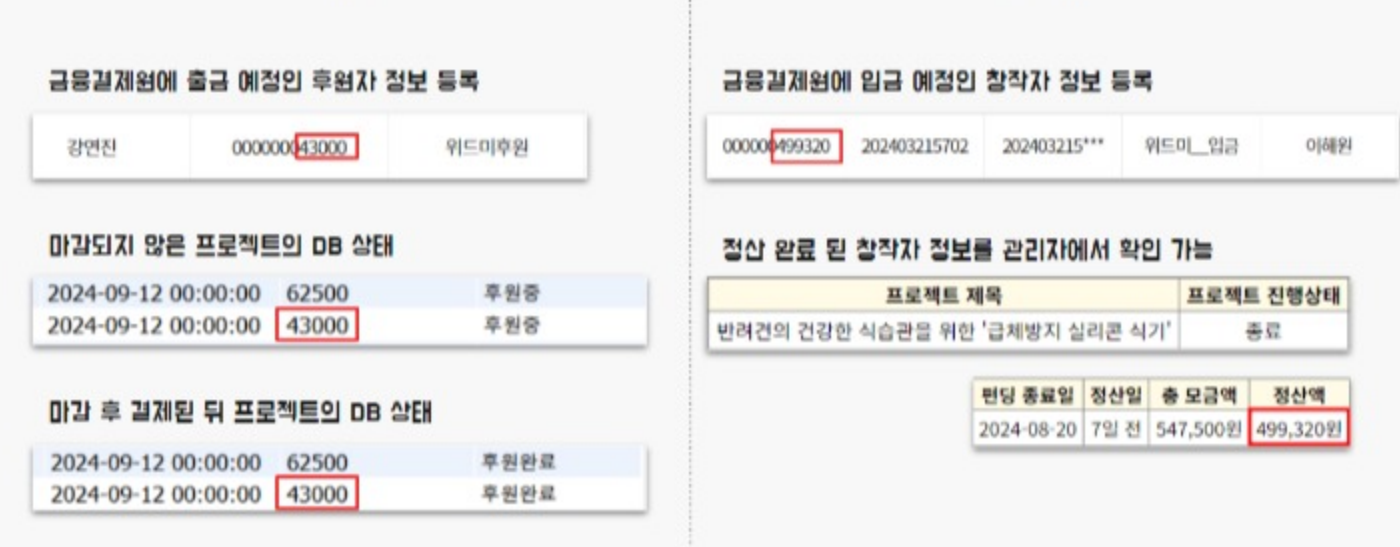 금융결제원에 출금 예정인 후원자 정보 등록
강연진 000000043000 위드미후원
마감되지 않은 프로젝트의 DB 상태
2024-09-12 00:00:00 62500 후원중
2024-09-12 00:00:00 43000 후원중
마감 후 결제된 뒤 프로젝트의 DB 상태
2024-09-12 00:00:00 62500 후원완료
2024-09-12 00:00:00 43000 후원완료
금융결제원에 입금 예정인 창작자 정보 등록
000000499320 202403215702 202403215*** 위드미__입금 이해원
정산 완료 된 창작자 정보를 관리자에서 확인 가능
프로젝트 제목 프로젝트 진행상태
반려견의 건강한 식습관을 위한 '급체방지 실리콘 식기' 종료
펀딩 종료일 정산일 총 모금액 정산액
2024-08-20 7일 전 547,500원 499,320원